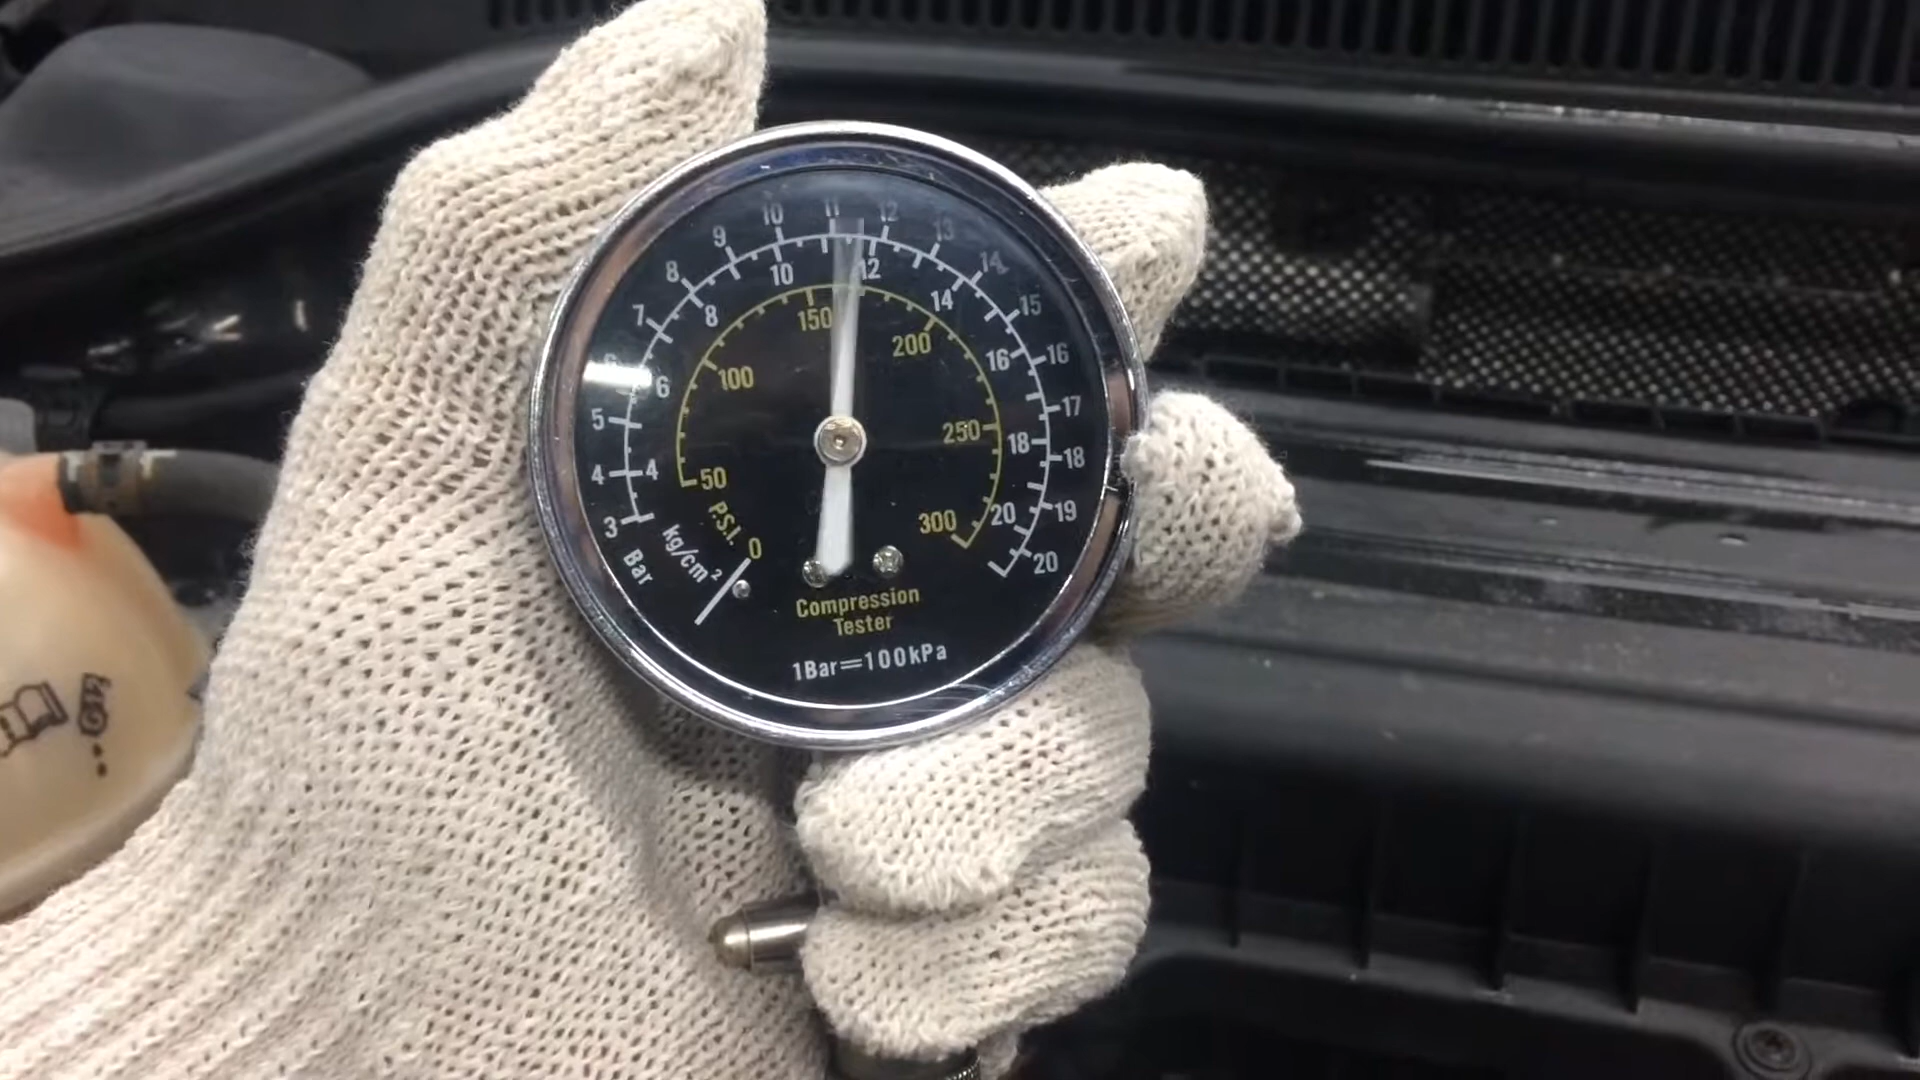 3 4 5 6 7 8 9 10 11 12 13 14 15 16 17 18 19 20
Bar
4 6 8 10 12 14 16 18 20
kg/cm²
0 50 100 150 200 250 300
P.S.I.
Compression
Tester
1Bar=100kPa